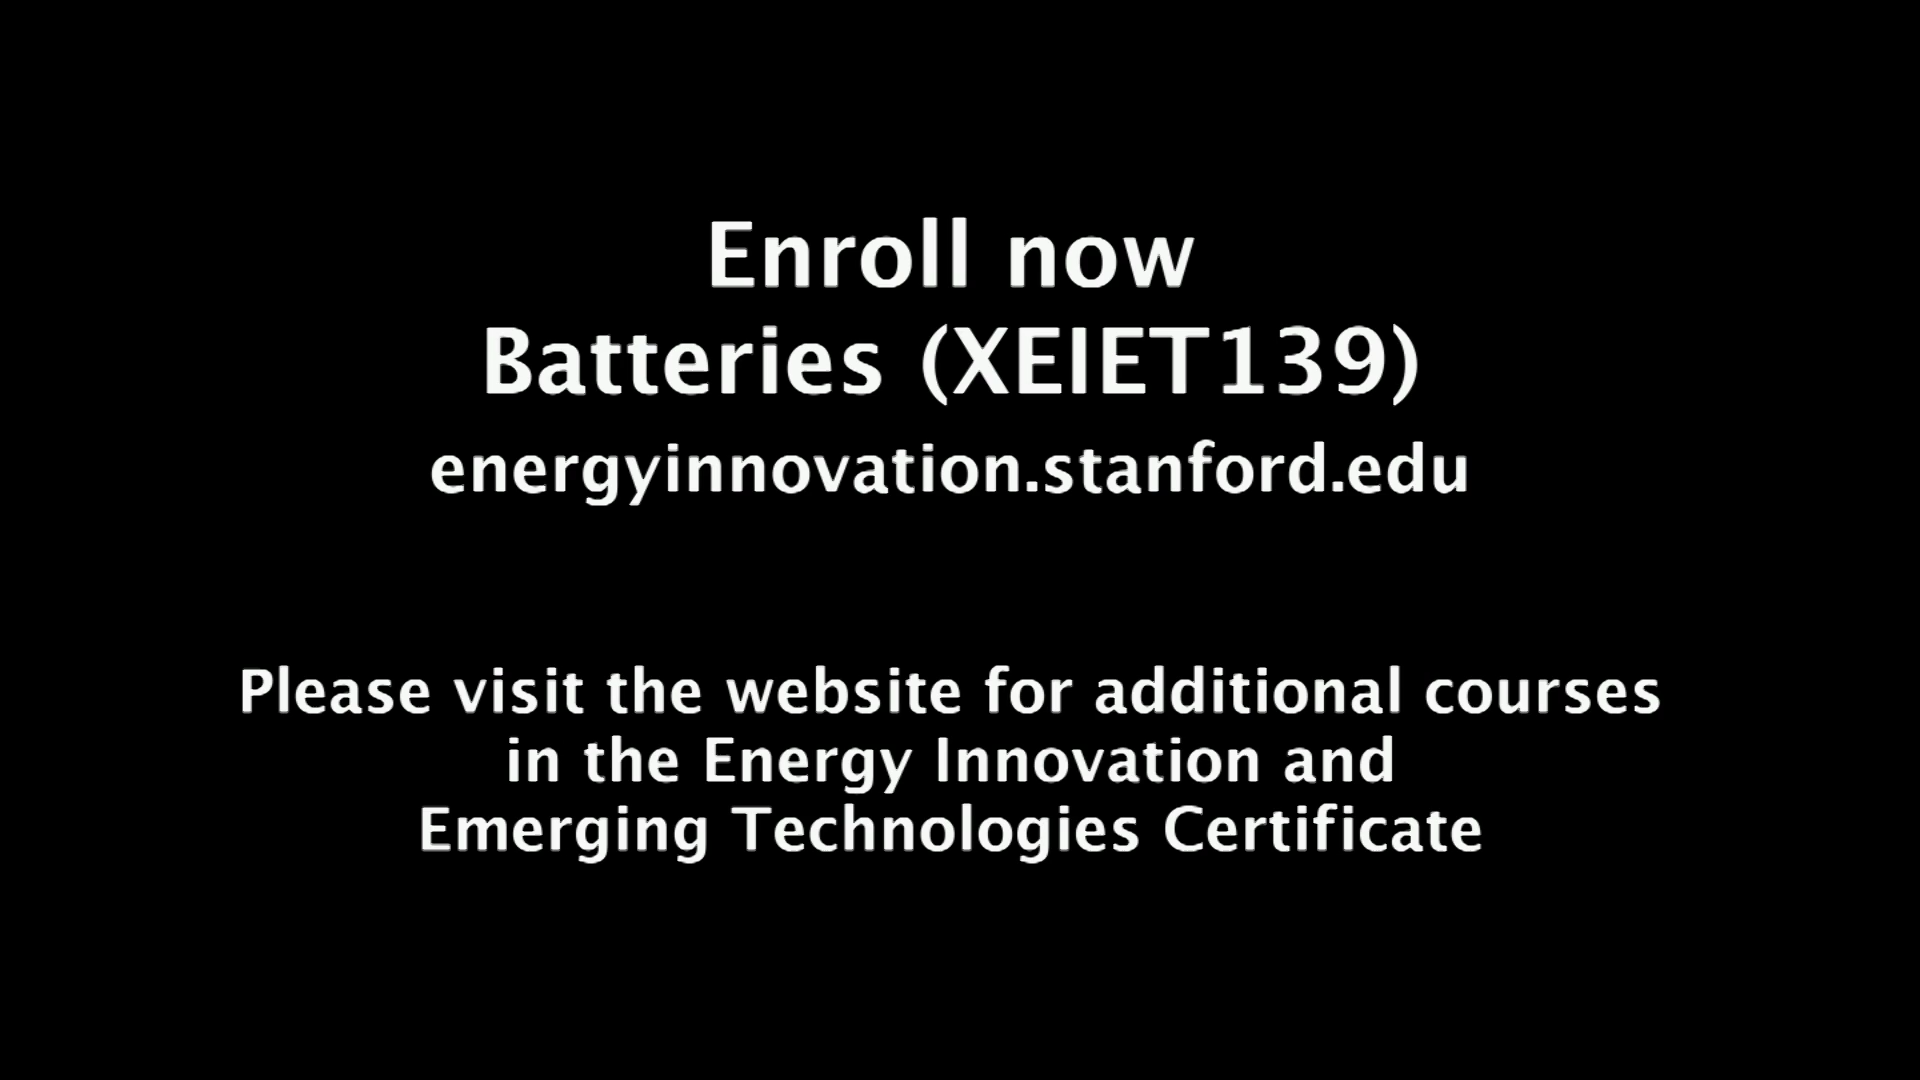 Enroll now
Batteries (XEIET139)
energyinnovation.stanford.edu
Please visit the website for additional courses
in the Energy Innovation and
Emerging Technologies Certificate